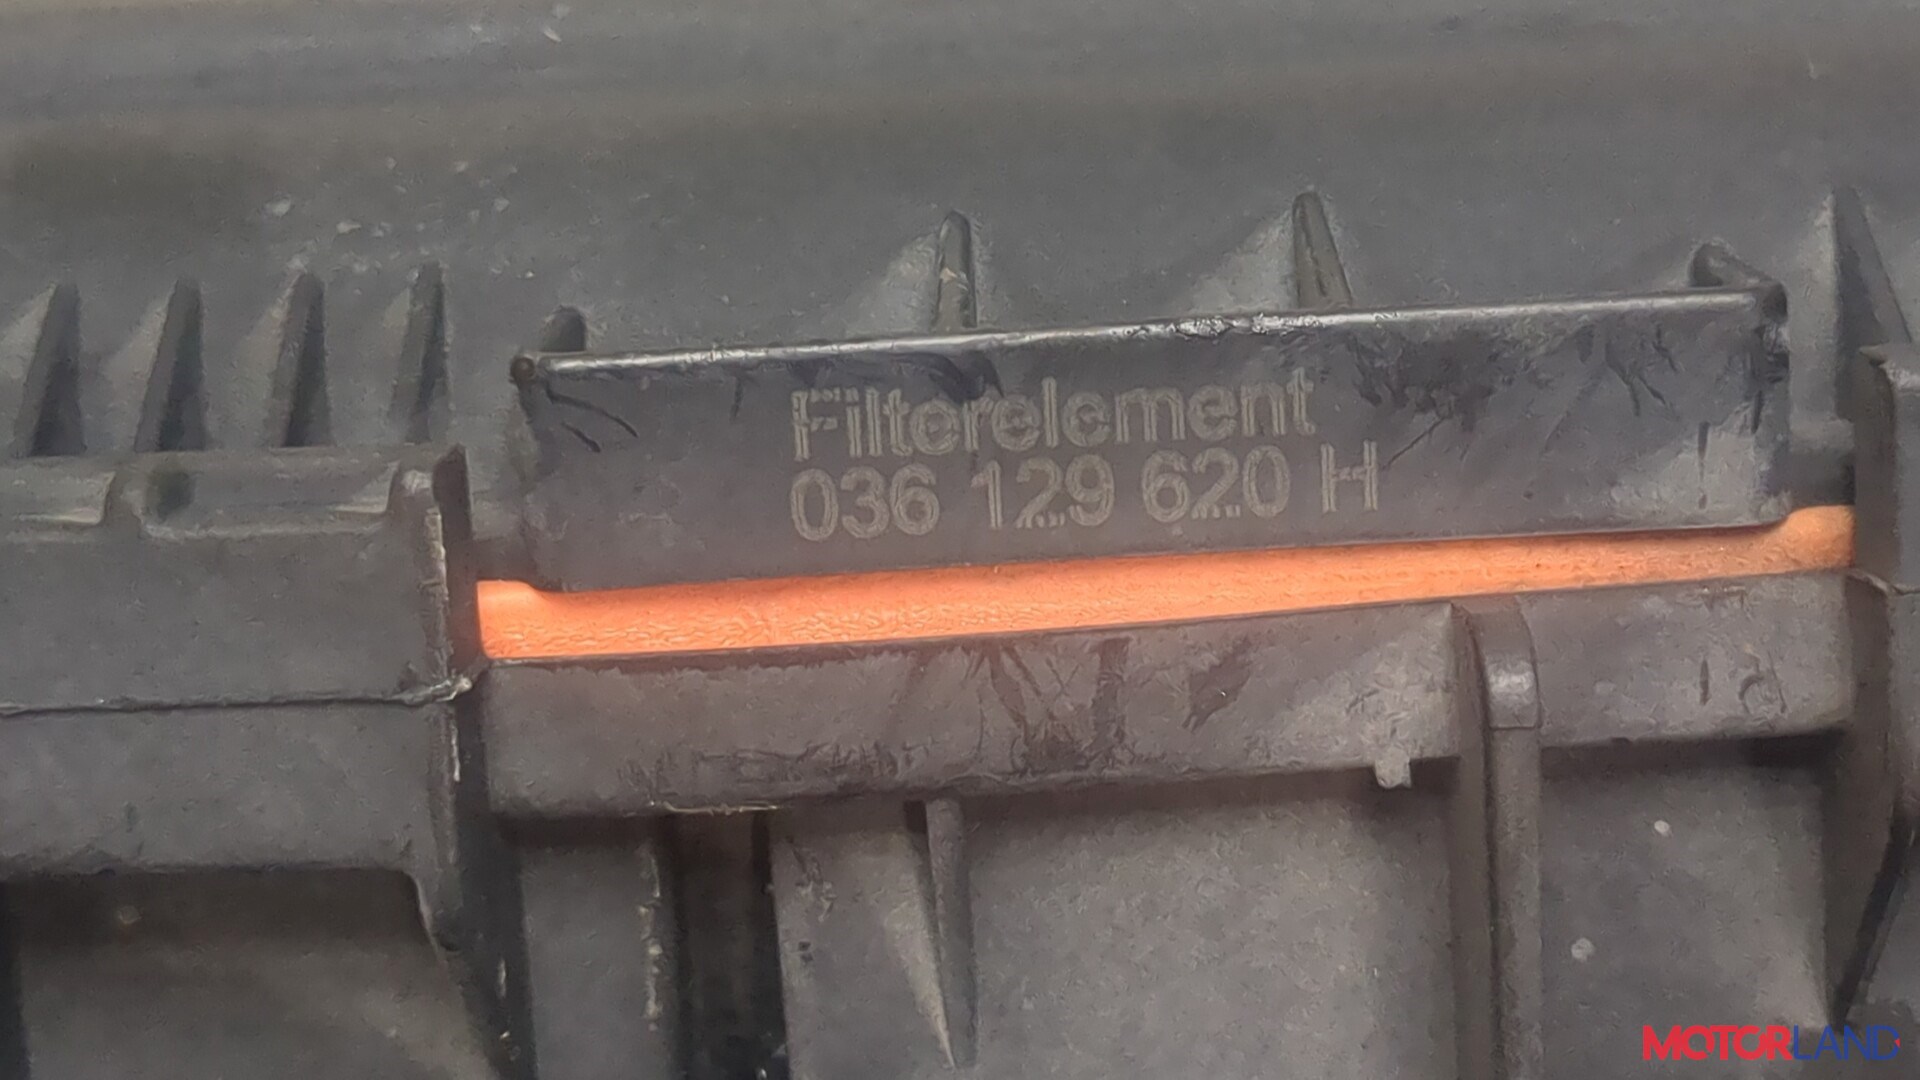 Filterelement
036 129 620 H
MOTORLAND